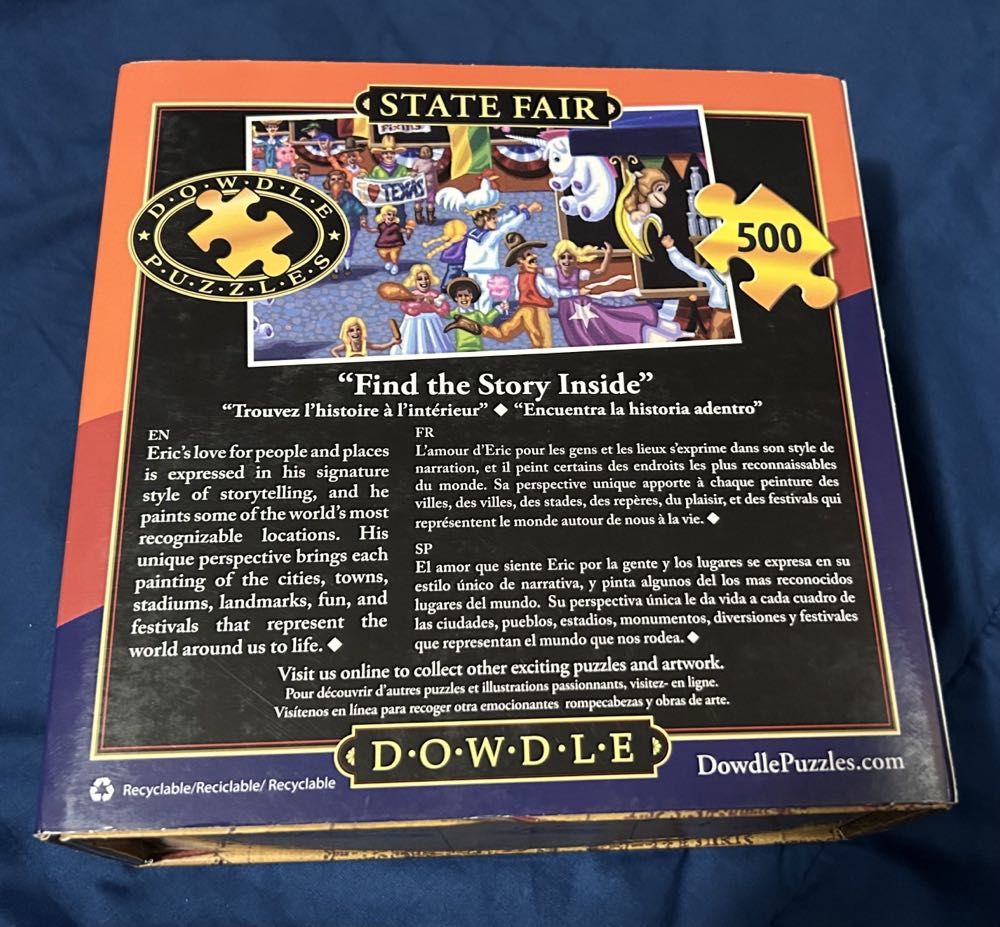 STATE FAIR
I ♥ TEXAS
D·O·W·D·L·E
P·U·Z·Z·L·E·S
500
“Find the Story Inside”
“Trouvez l’histoire à l’intérieur” ◆ “Encuentra la historia adentro”
EN
Eric’s love for people and places
is expressed in his signature
style of storytelling, and he
paints some of the world’s most
recognizable locations. His
unique perspective brings each
painting of the cities, towns,
stadiums, landmarks, fun, and
festivals that represent the
world around us to life. ◆
FR
L’amour d’Eric pour les gens et les lieux s’exprime dans son style de
narration, et il peint certains des endroits les plus reconnaissables
du monde. Sa perspective unique apporte à chaque peinture des
villes, des villes, des stades, des repères, du plaisir, et des festivals qui
représentent le monde autour de nous à la vie. ◆
SP
El amor que siente Eric por la gente y los lugares se expresa en su
estilo único de narrativa, y pinta algunos del los mas reconocidos
lugares del mundo. Su perspectiva única le da vida a cada cuadro de
las ciudades, pueblos, estadios, monumentos, diversiones y festivales
que representan el mundo que nos rodea. ◆
Visit us online to collect other exciting puzzles and artwork.
Pour découvrir d’autres puzzles et illustrations passionnants, visitez- en ligne.
Visítenos en línea para recoger otra emocionantes rompecabezas y obras de arte.
D·O·W·D·L·E
DowdlePuzzles.com
Recyclable/Reciclable/ Recyclable